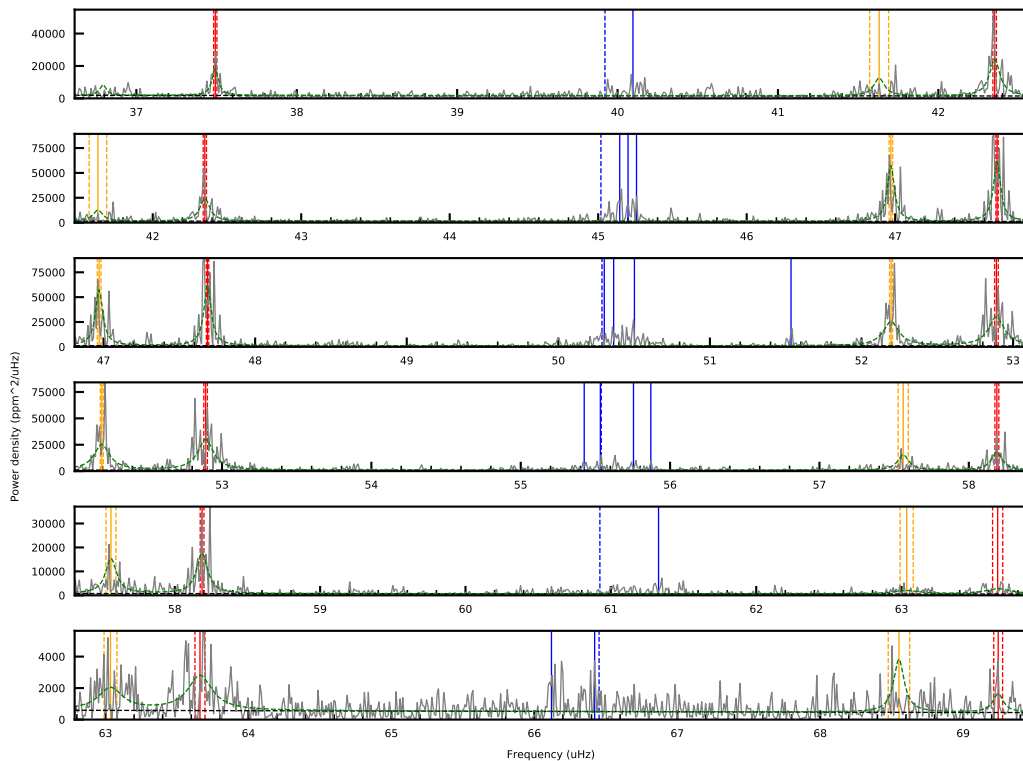 40000
20000
0
37 38 39 40 41 42
75000
50000
25000
0
42 43 44 45 46 47
75000
50000
25000
0
47 48 49 50 51 52 53
Power density (ppm^2/uHz)
75000
50000
25000
0
53 54 55 56 57 58
30000
20000
10000
0
58 59 60 61 62 63
4000
2000
0
63 64 65 66 67 68 69
Frequency (uHz)